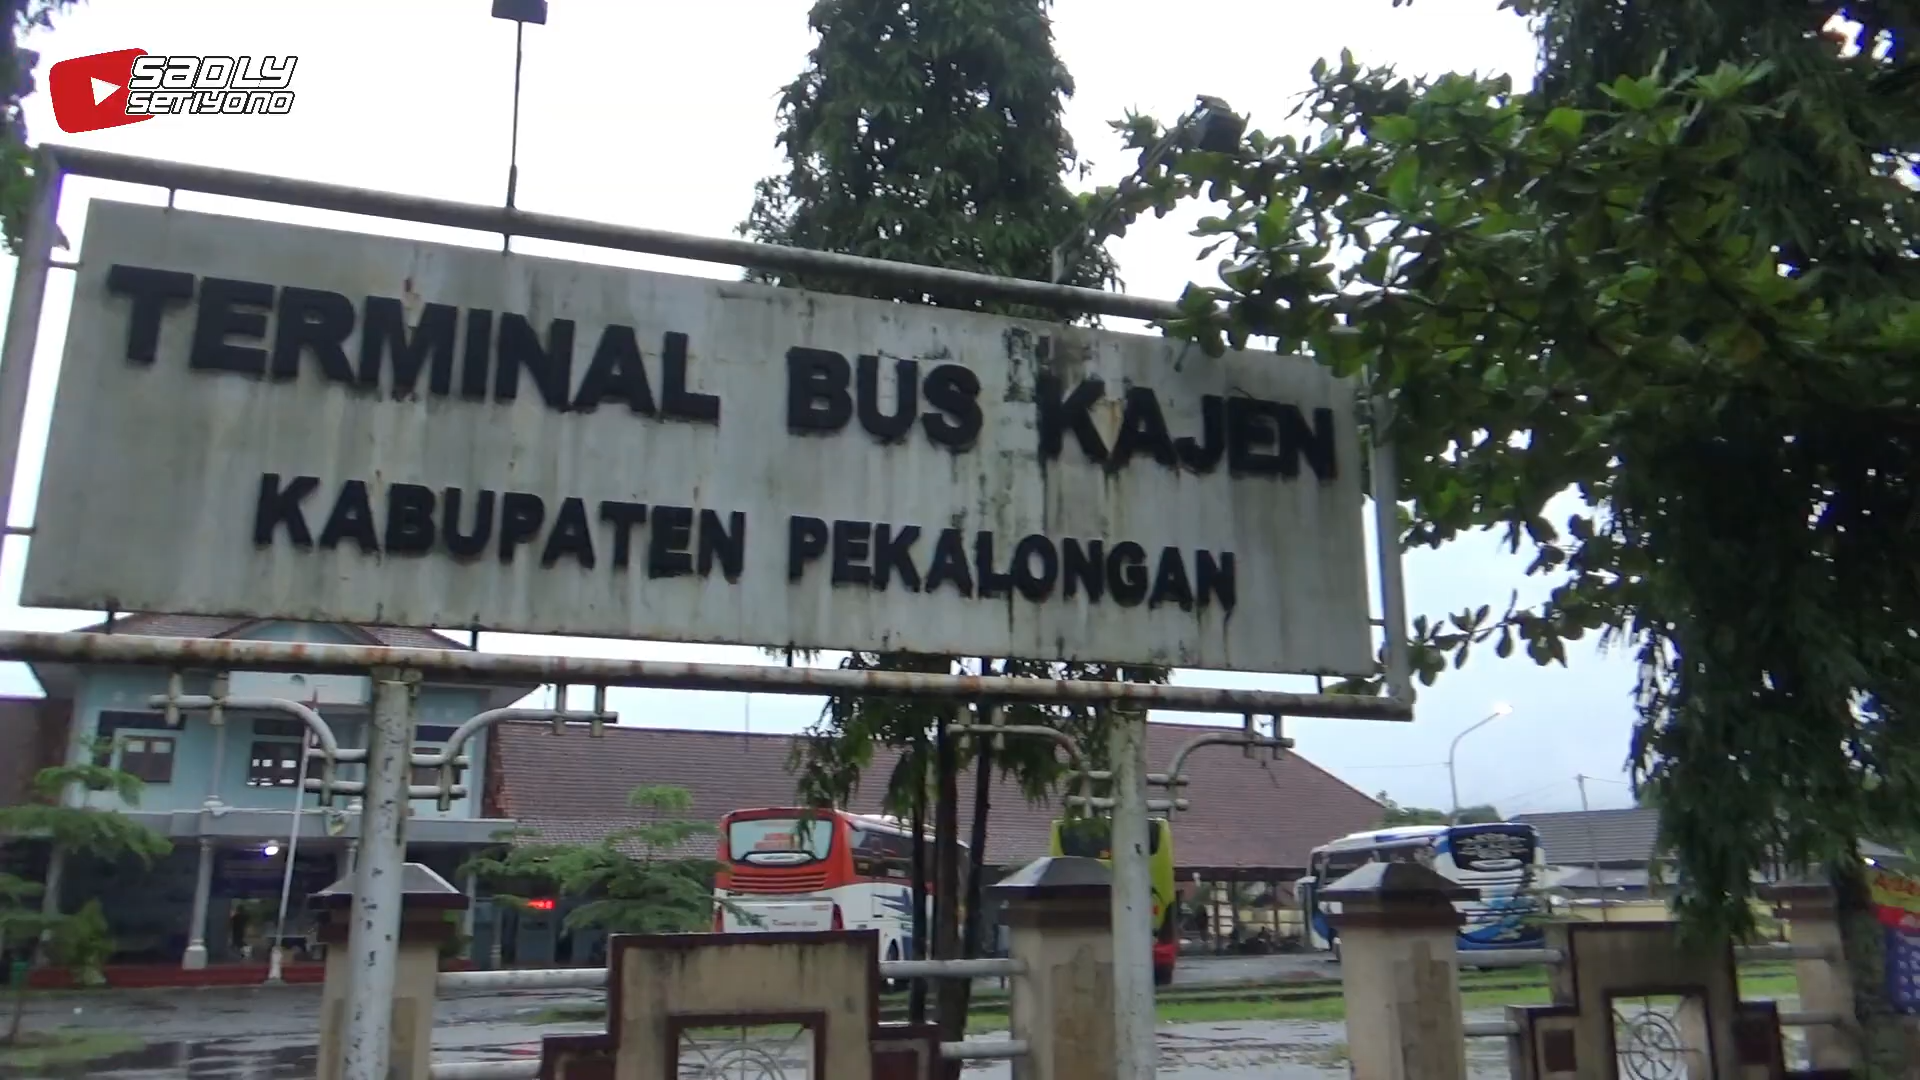 SADLY
SETIYONO
TERMINAL BUS KAJEN
KABUPATEN PEKALONGAN